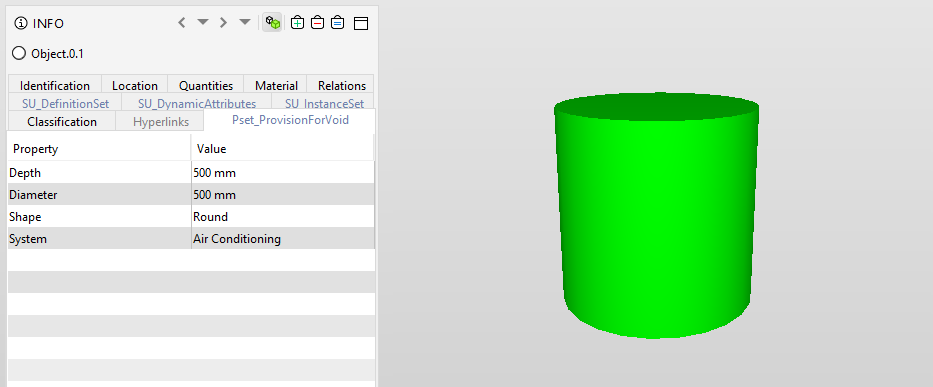 INFO
Object.0.1
Identification Location Quantities Material Relations
SU_DefinitionSet SU_DynamicAttributes SU_InstanceSet
Classification Hyperlinks Pset_ProvisionForVoid
Property Value
Depth 500 mm
Diameter 500 mm
Shape Round
System Air Conditioning